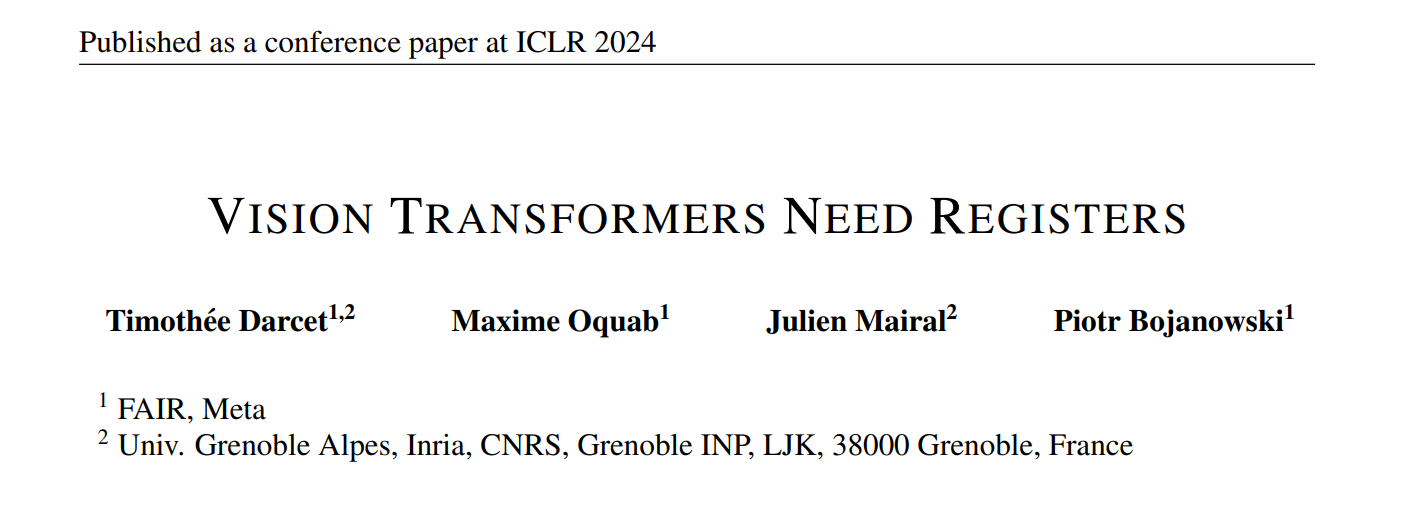 Published as a conference paper at ICLR 2024
VISION TRANSFORMERS NEED REGISTERS
Timothée Darcet1,2 Maxime Oquab1 Julien Mairal2 Piotr Bojanowski1
1 FAIR, Meta
2 Univ. Grenoble Alpes, Inria, CNRS, Grenoble INP, LJK, 38000 Grenoble, France